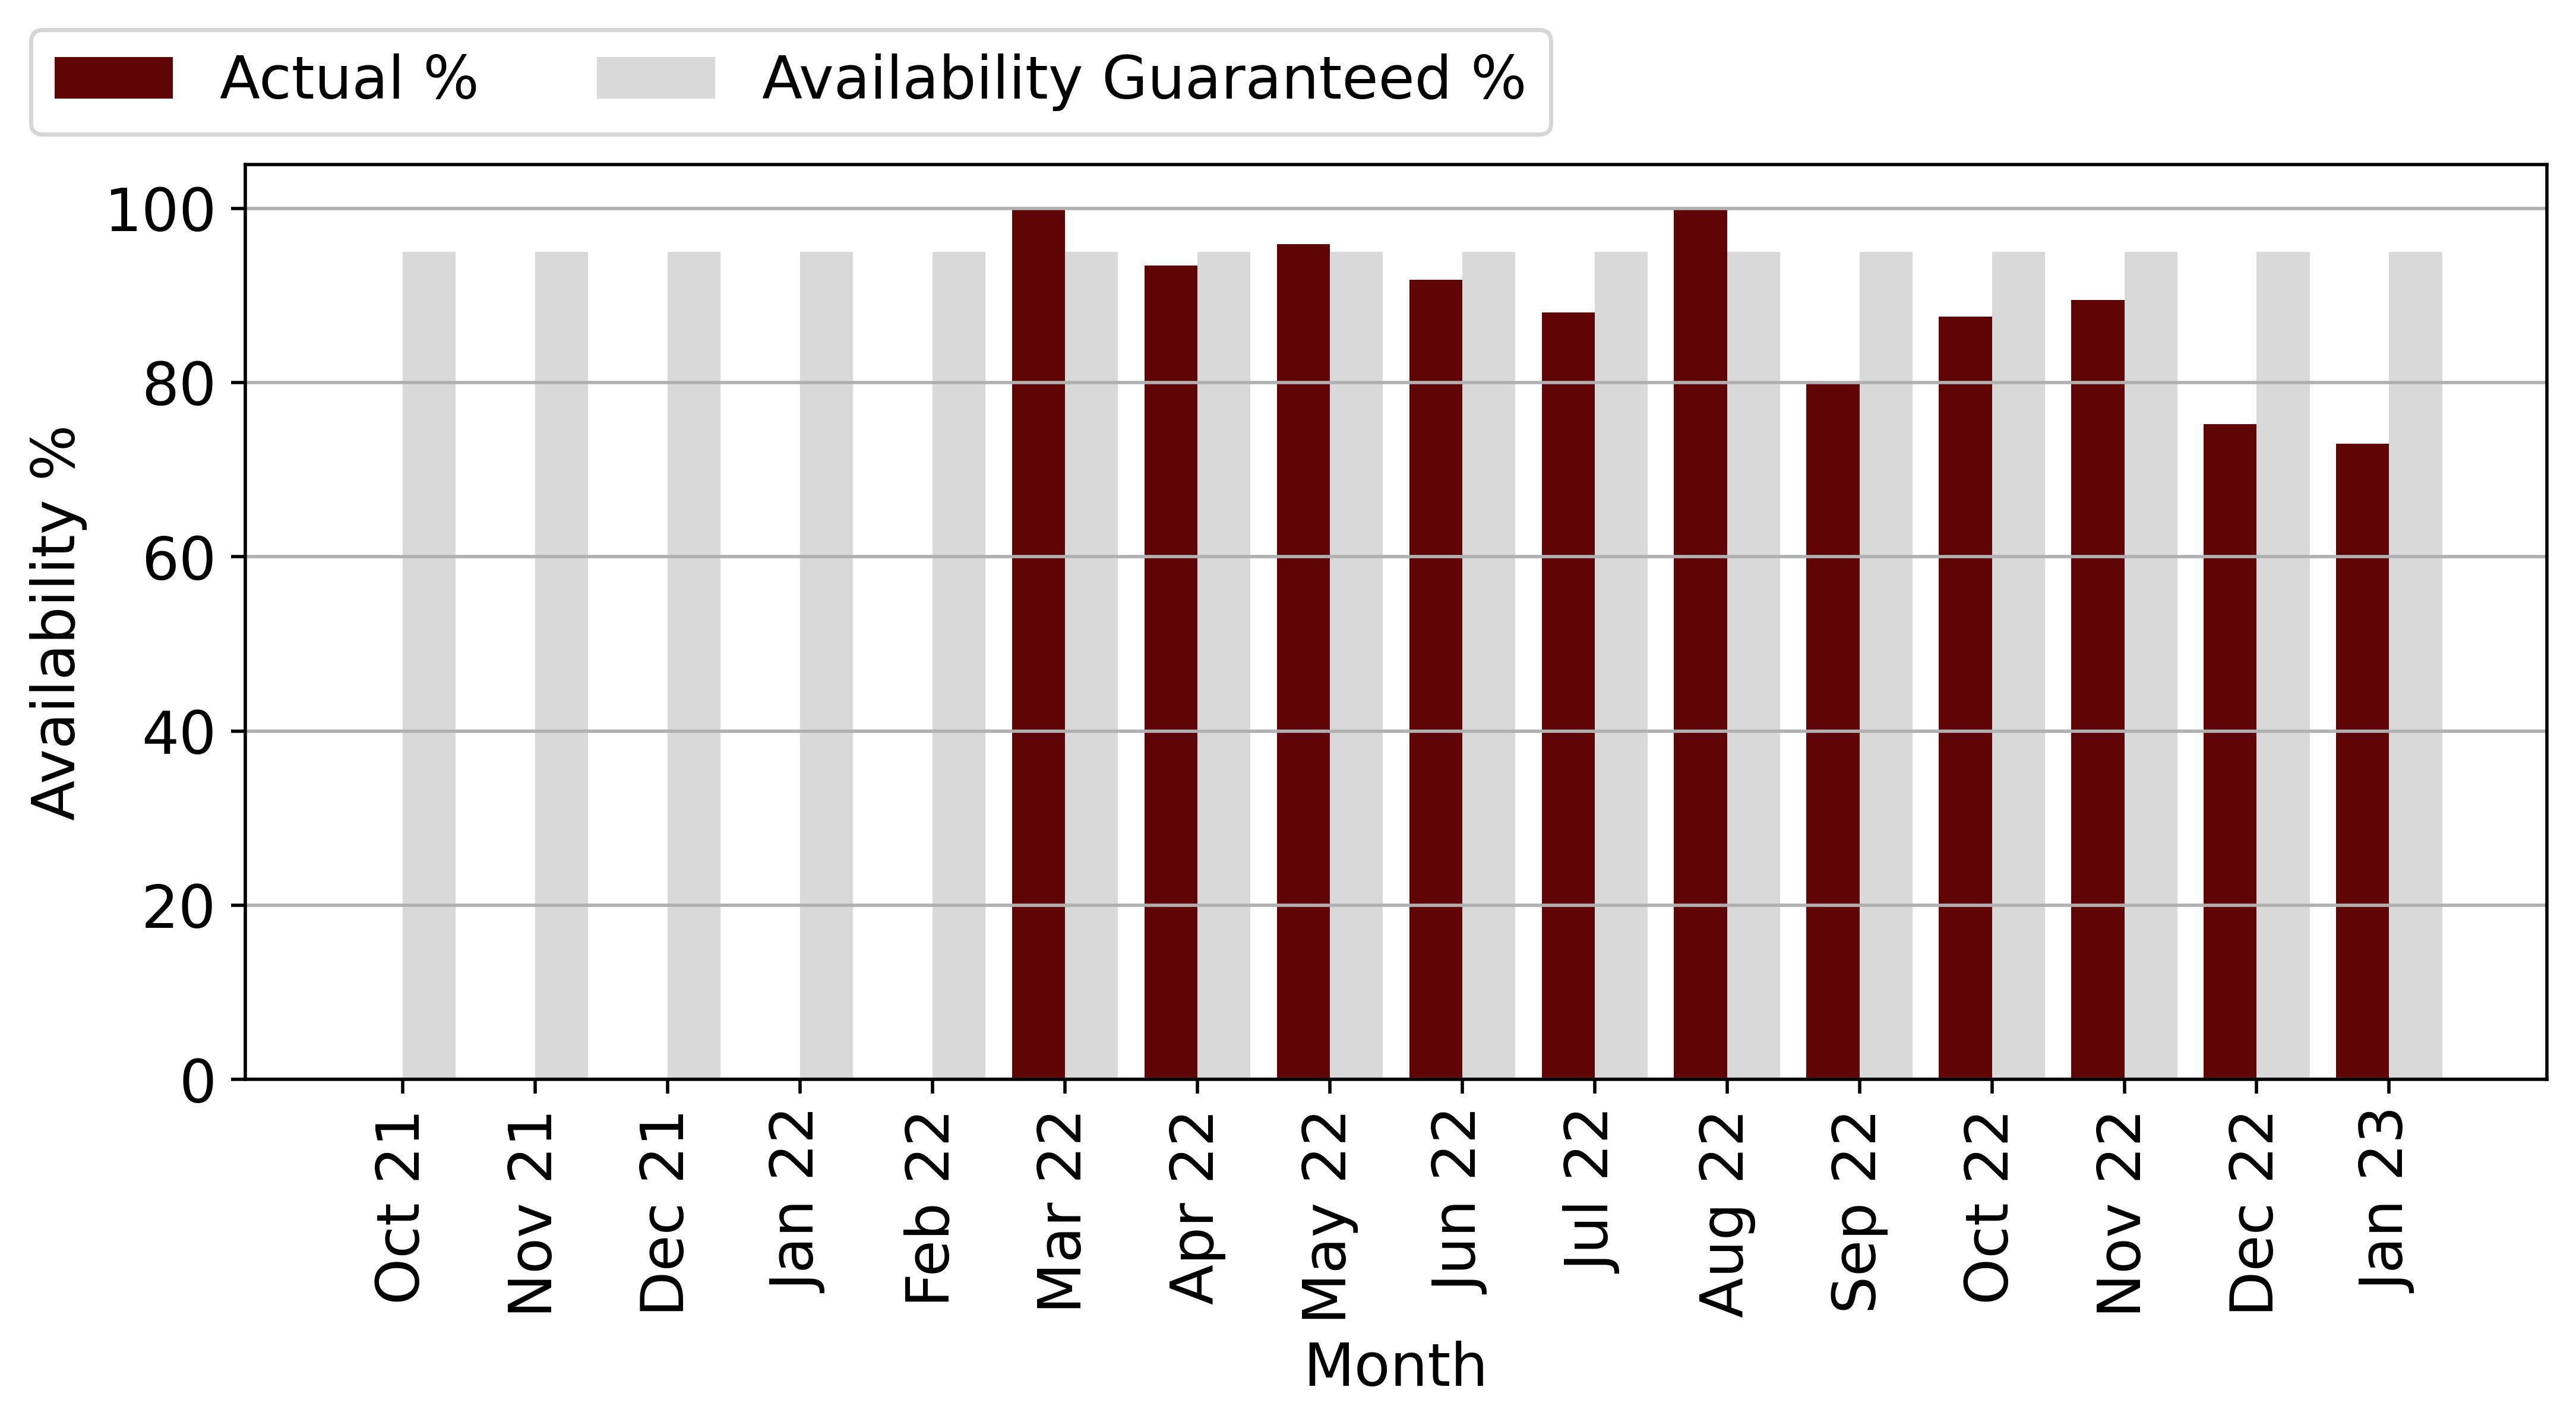 Actual % Availability Guaranteed %
100
80
60
40
20
0
Availability %
Oct 21
Nov 21
Dec 21
Jan 22
Feb 22
Mar 22
Apr 22
May 22
Jun 22
Jul 22
Aug 22
Sep 22
Oct 22
Nov 22
Dec 22
Jan 23
Month